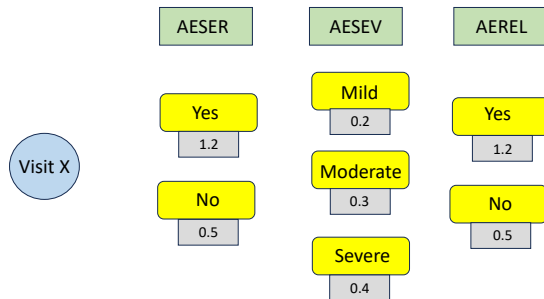 AESER
AESEV
AEREL
Visit X
Yes
1.2
No
0.5
Mild
0.2
Moderate
0.3
Severe
0.4
Yes
1.2
No
0.5